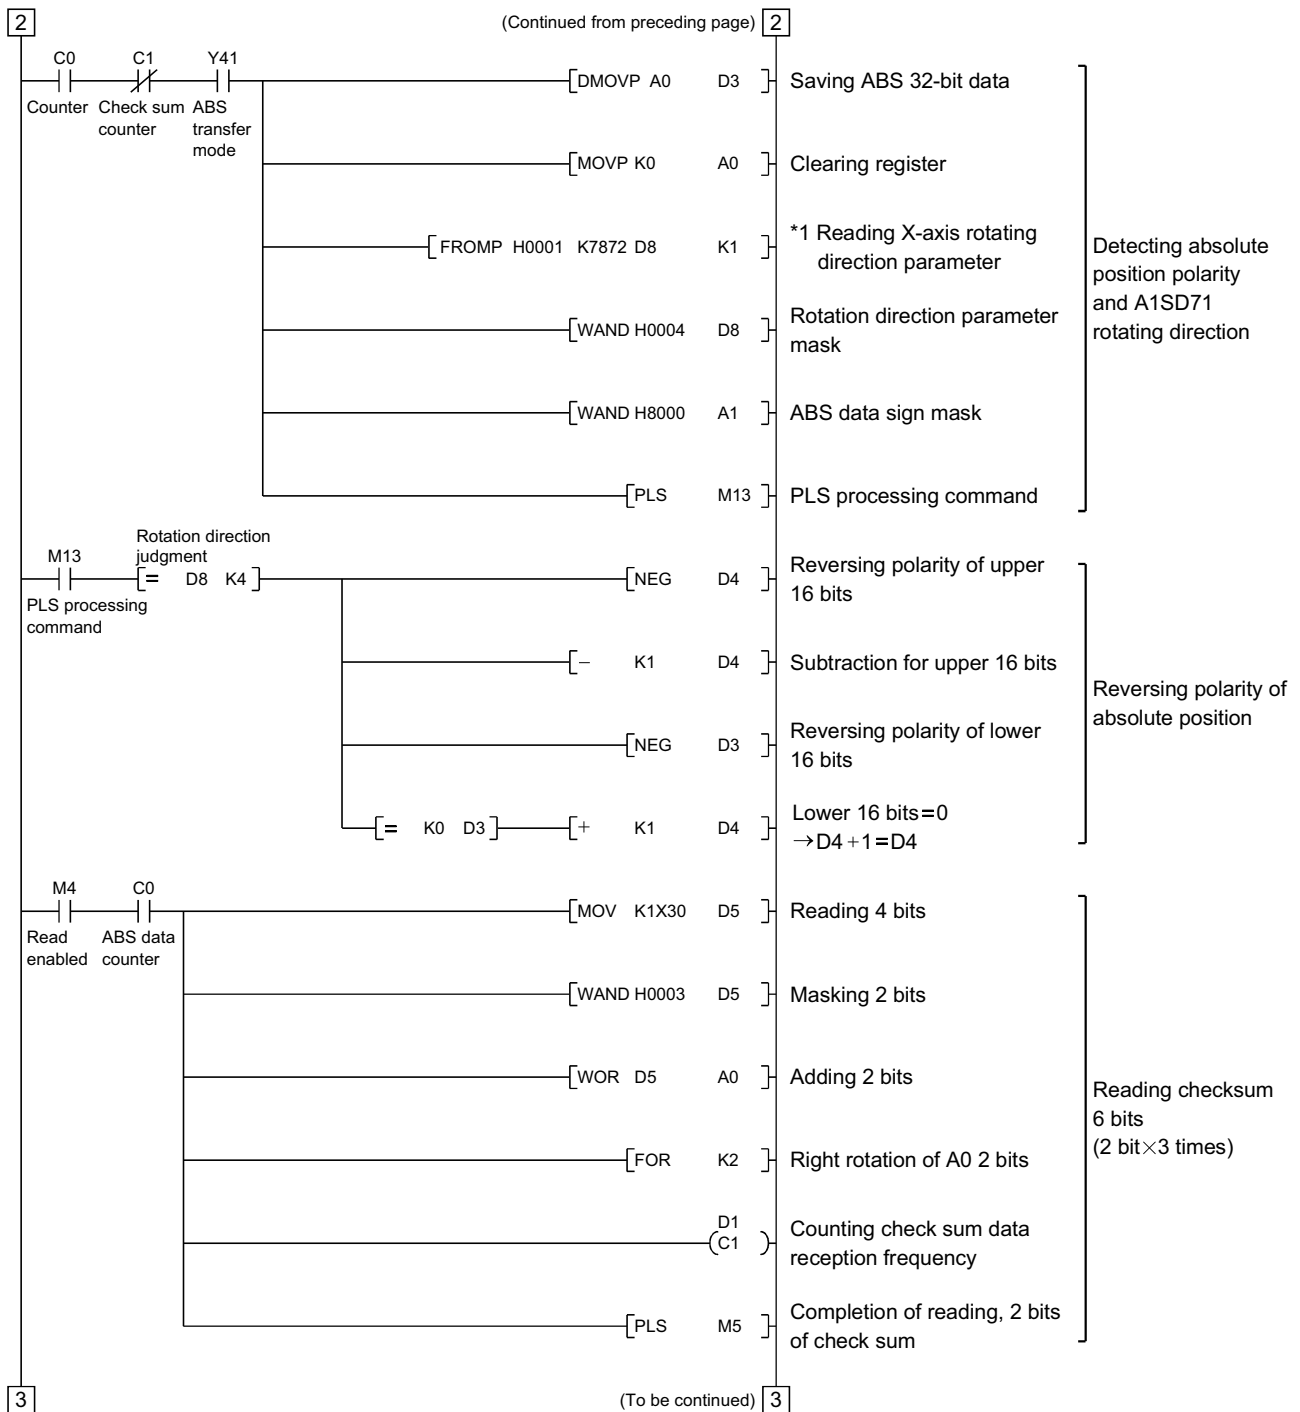 2 (Continued from preceding page) 2
C0 C1 Y41
DMOVP A0 D3 Saving ABS 32-bit data
Counter Check sum ABS
counter transfer
mode
MOVP K0 A0 Clearing register
FROMP H0001 K7872 D8 K1 *1 Reading X-axis rotating
direction parameter
WAND H0004 D8 Rotation direction parameter
mask
WAND H8000 A1 ABS data sign mask
PLS M13 PLS processing command
Detecting absolute
position polarity
and A1SD71
rotating direction
Rotation direction
judgment
M13
= D8 K4 NEG D4 Reversing polarity of upper
16 bits
PLS processing
command
− K1 D4 Subtraction for upper 16 bits
NEG D3 Reversing polarity of lower
16 bits
= K0 D3 + K1 D4 Lower 16 bits=0
→D4+1=D4
Reversing polarity of
absolute position
M4 C0
MOV K1X30 D5 Reading 4 bits
Read ABS data
enabled counter
WAND H0003 D5 Masking 2 bits
WOR D5 A0 Adding 2 bits
FOR K2 Right rotation of A0 2 bits
D1
C1 Counting check sum data
reception frequency
PLS M5 Completion of reading, 2 bits
of check sum
Reading checksum
6 bits
(2 bit×3 times)
3 (To be continued) 3